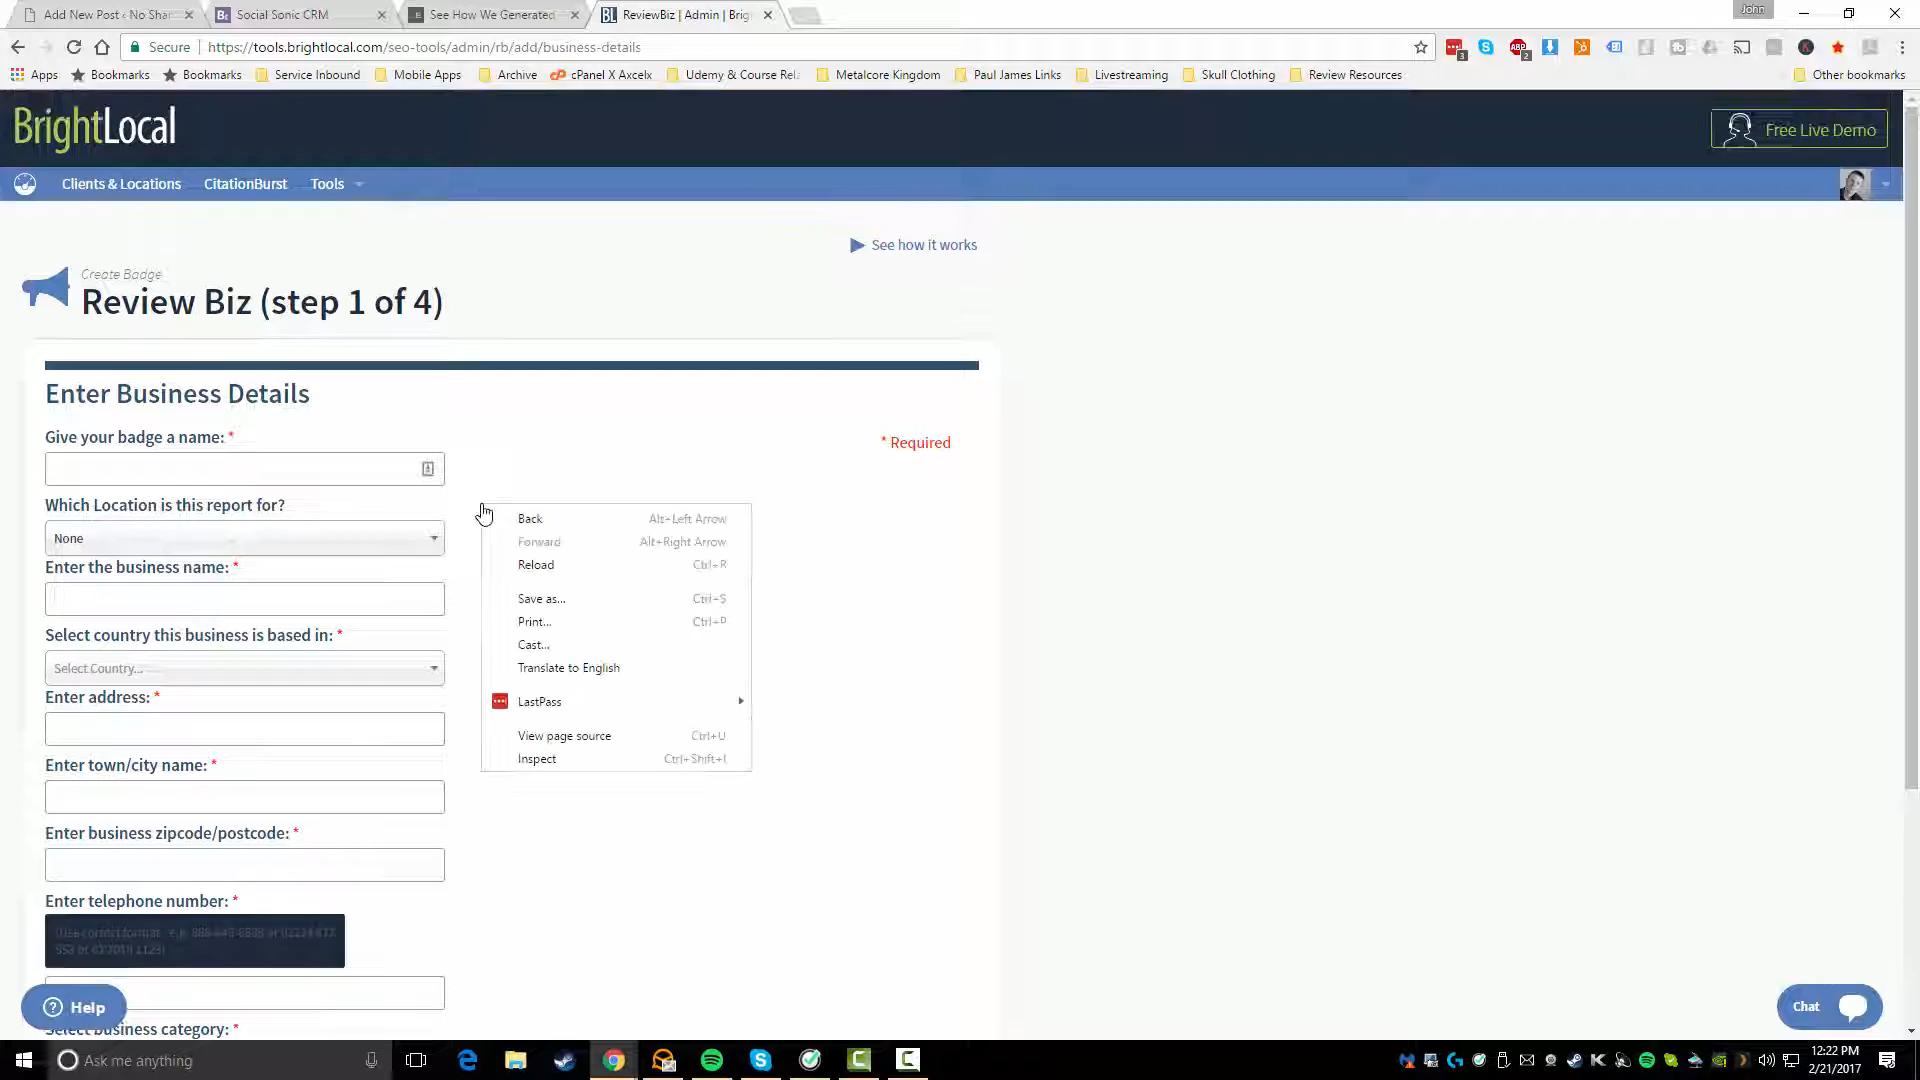 Add New Post ‹ No Shar
Social Sonic CRM
See How We Generated
ReviewBiz | Admin | Brig
John
Secure
https://tools.brightlocal.com/seo-tools/admin/rb/add/business-details
Apps
Bookmarks
Bookmarks
Service Inbound
Mobile Apps
Archive
cPanel X Axcelx
Udemy & Course Rel
Metalcore Kingdom
Paul James Links
Livestreaming
Skull Clothing
Review Resources
Other bookmarks
BrightLocal
Free Live Demo
Clients & Locations
CitationBurst
Tools
See how it works
Create Badge
Review Biz (step 1 of 4)
Enter Business Details
Give your badge a name: *
* Required
Which Location is this report for?
None
Enter the business name: *
Select country this business is based in: *
Select Country...
Enter address: *
Enter town/city name: *
Enter business zipcode/postcode: *
Enter telephone number: *
Select business category: *
Back Alt+Left Arrow
Forward Alt+Right Arrow
Reload Ctrl+R
Save as... Ctrl+S
Print... Ctrl+P
Cast...
Translate to English
LastPass
View page source Ctrl+U
Inspect Ctrl+Shift+I
Help
Chat
Ask me anything
12:22 PM
2/21/2017